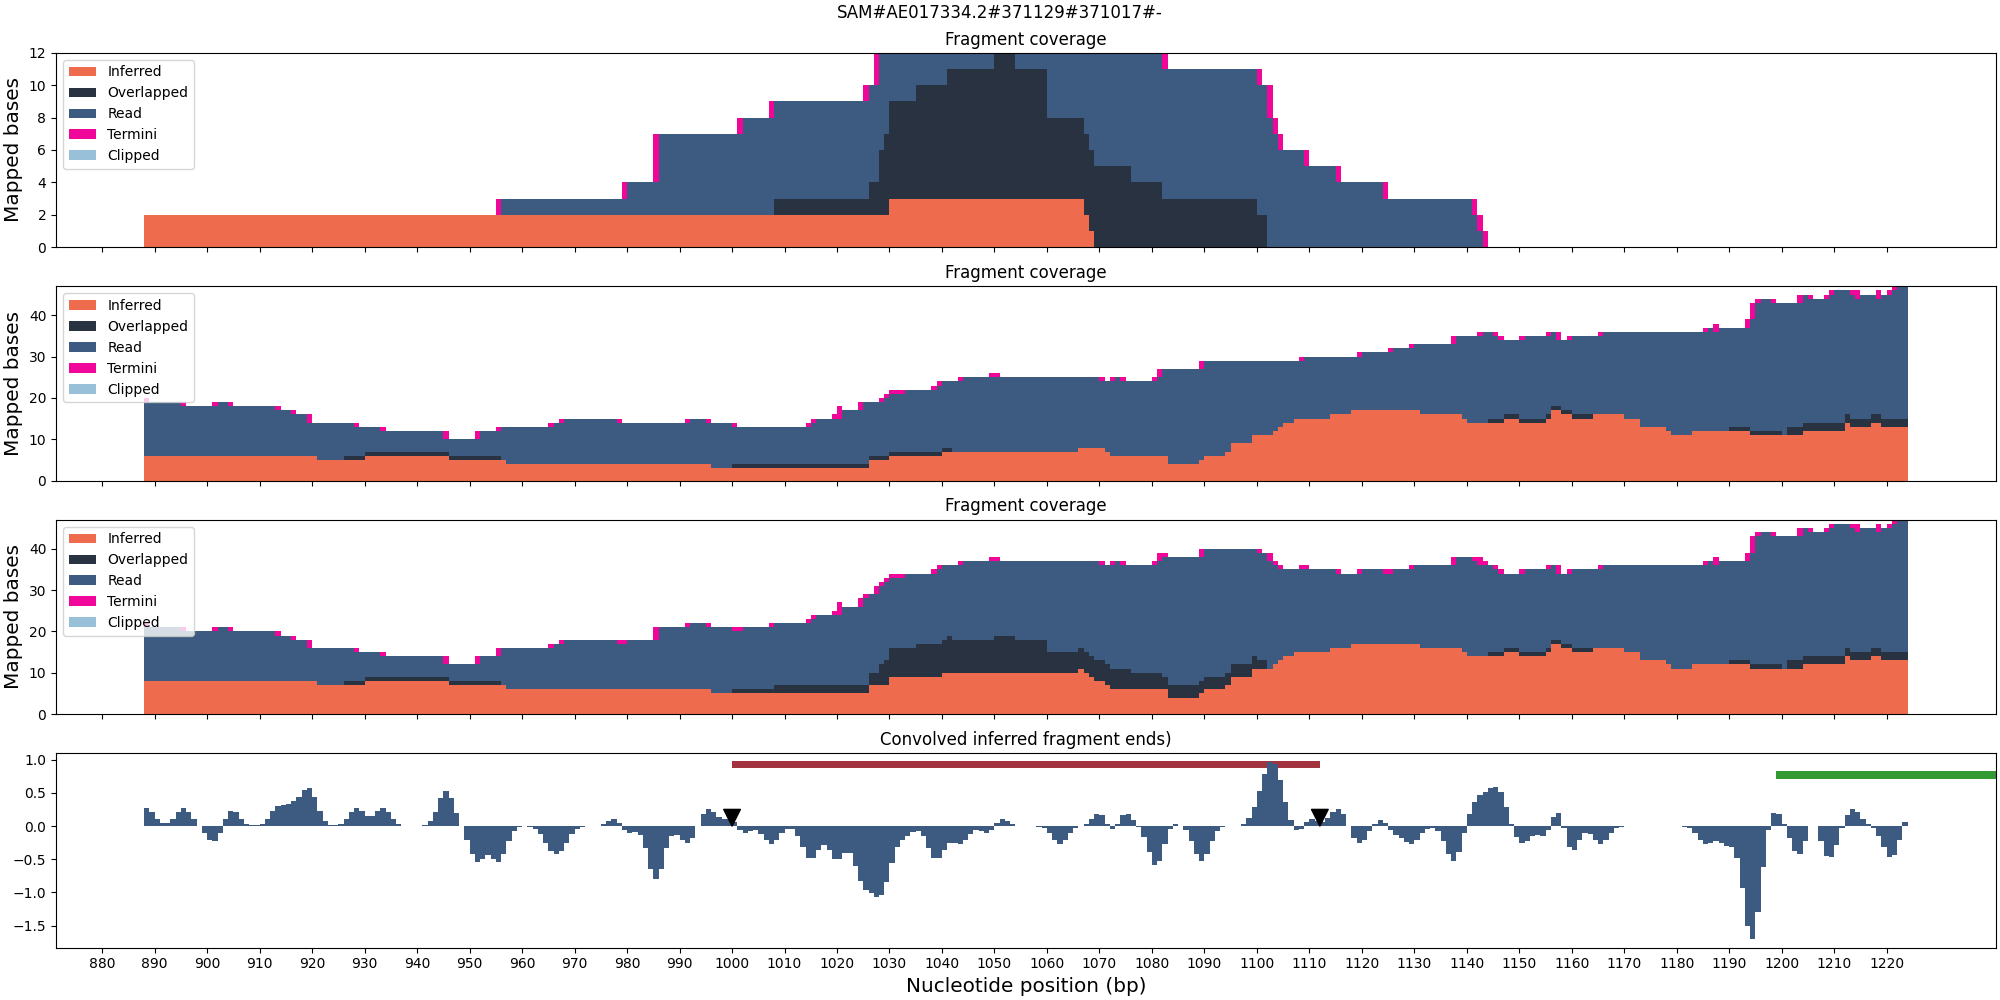 SAM#AE017334.2#371129#371017#-
Fragment coverage
Mapped bases
12
10
8
6
4
2
0
Inferred
Overlapped
Read
Termini
Clipped
Fragment coverage
Mapped bases
40
30
20
10
0
Inferred
Overlapped
Read
Termini
Clipped
Fragment coverage
Mapped bases
40
30
20
10
0
Inferred
Overlapped
Read
Termini
Clipped
Convolved inferred fragment ends)
1.0
0.5
0.0
−0.5
−1.0
−1.5
880 890 900 910 920 930 940 950 960 970 980 990 1000 1010 1020 1030 1040 1050 1060 1070 1080 1090 1100 1110 1120 1130 1140 1150 1160 1170 1180 1190 1200 1210 1220
Nucleotide position (bp)